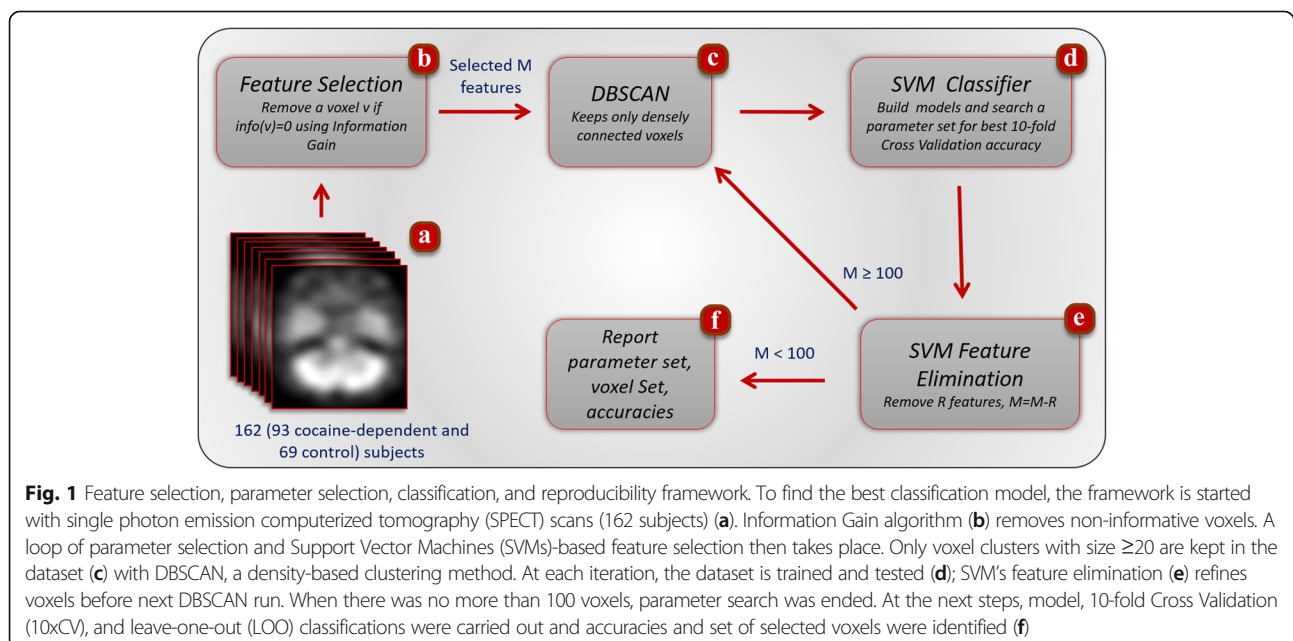 b
Feature Selection
Remove a voxel v if
info(v)=0 using Information
Gain
Selected M
features
c
DBSCAN
Keeps only densely
connected voxels
d
SVM Classifier
Build models and search a
parameter set for best 10-fold
Cross Validation accuracy
a
162 (93 cocaine-dependent and
69 control) subjects
M ≥ 100
e
SVM Feature
Elimination
Remove R features, M=M-R
M < 100
f
Report
parameter set,
voxel Set,
accuracies
Fig. 1 Feature selection, parameter selection, classification, and reproducibility framework. To find the best classification model, the framework is started
with single photon emission computerized tomography (SPECT) scans (162 subjects) (a). Information Gain algorithm (b) removes non-informative voxels. A
loop of parameter selection and Support Vector Machines (SVMs)-based feature selection then takes place. Only voxel clusters with size ≥20 are kept in the
dataset (c) with DBSCAN, a density-based clustering method. At each iteration, the dataset is trained and tested (d); SVM's feature elimination (e) refines
voxels before next DBSCAN run. When there was no more than 100 voxels, parameter search was ended. At the next steps, model, 10-fold Cross Validation
(10xCV), and leave-one-out (LOO) classifications were carried out and accuracies and set of selected voxels were identified (f)